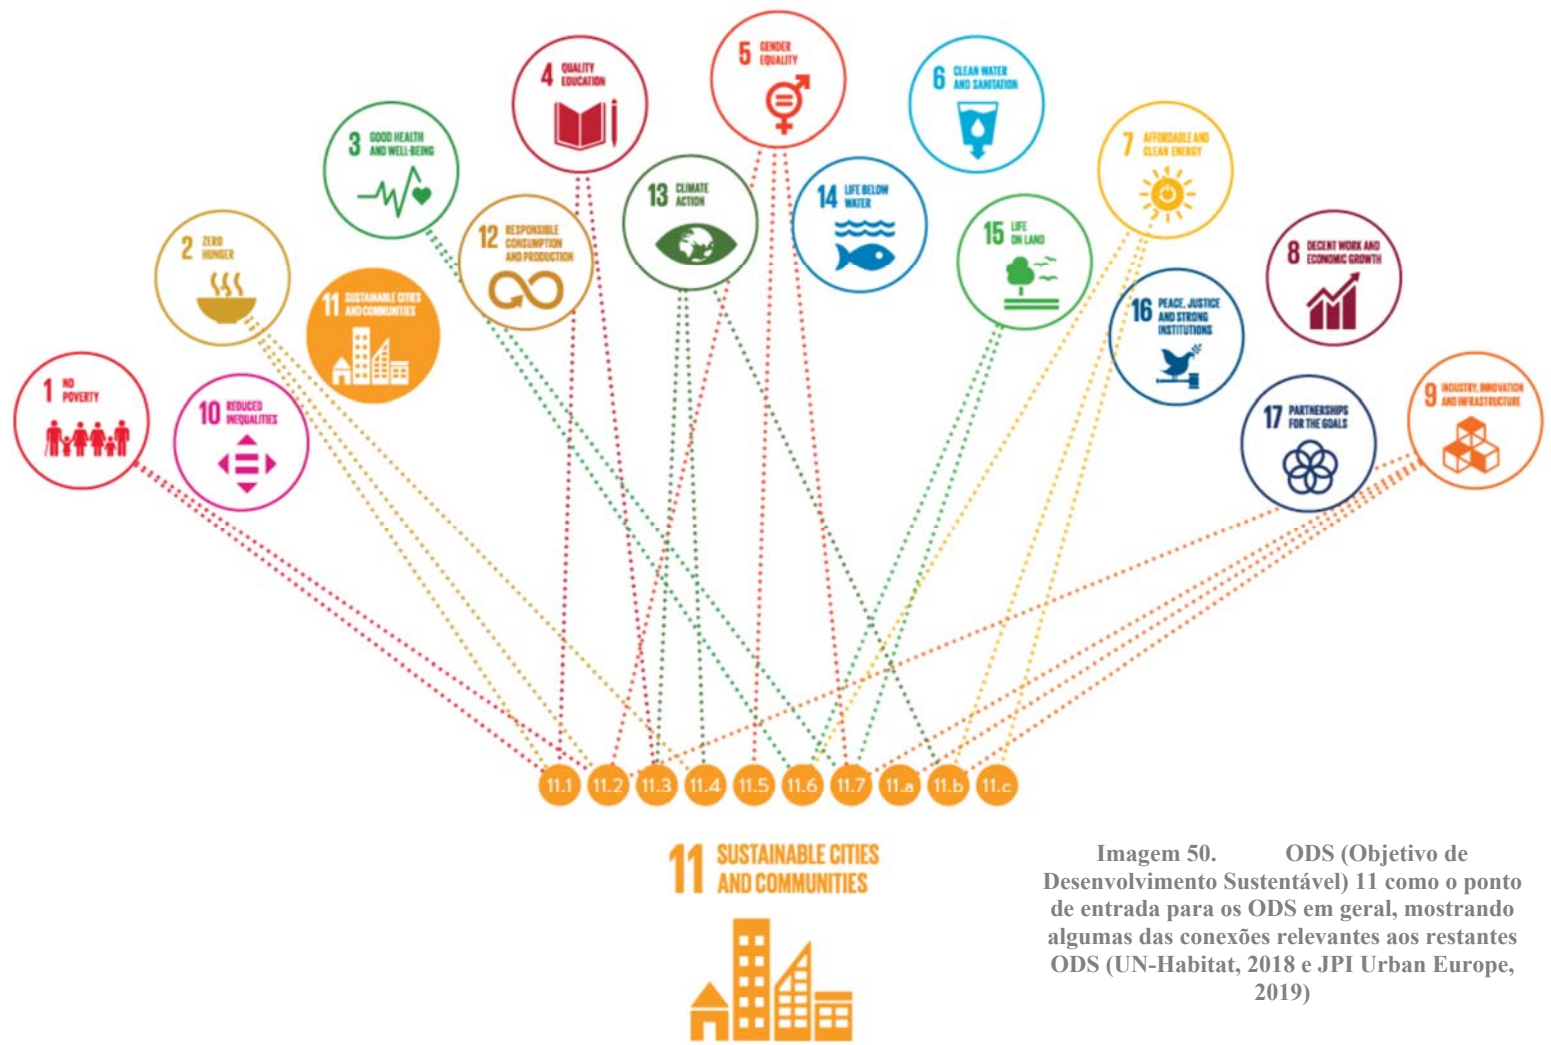 5 GENDER
EQUALITY
4 QUALITY
EDUCATION
6 CLEAN WATER
AND SANITATION
3 GOOD HEALTH
AND WELL-BEING
7 AFFORDABLE AND
CLEAN ENERGY
13 CLIMATE
ACTION
14 LIFE BELOW
WATER
2 ZERO
HUNGER
12 RESPONSIBLE
CONSUMPTION
AND PRODUCTION
15 LIFE
ON LAND
8 DECENT WORK AND
ECONOMIC GROWTH
11 SUSTAINABLE CITIES
AND COMMUNITIES
16 PEACE, JUSTICE
AND STRONG
INSTITUTIONS
1 NO
POVERTY
10 REDUCED
INEQUALITIES
17 PARTNERSHIPS
FOR THE GOALS
9 INDUSTRY, INNOVATION
AND INFRASTRUCTURE
11.1 11.2 11.3 11.4 11.5 11.6 11.7 11.a 11.b 11.c
11 SUSTAINABLE CITIES
AND COMMUNITIES
Imagem 50. ODS (Objetivo de
Desenvolvimento Sustentável) 11 como o ponto
de entrada para os ODS em geral, mostrando
algumas das conexões relevantes aos restantes
ODS (UN-Habitat, 2018 e JPI Urban Europe,
2019)